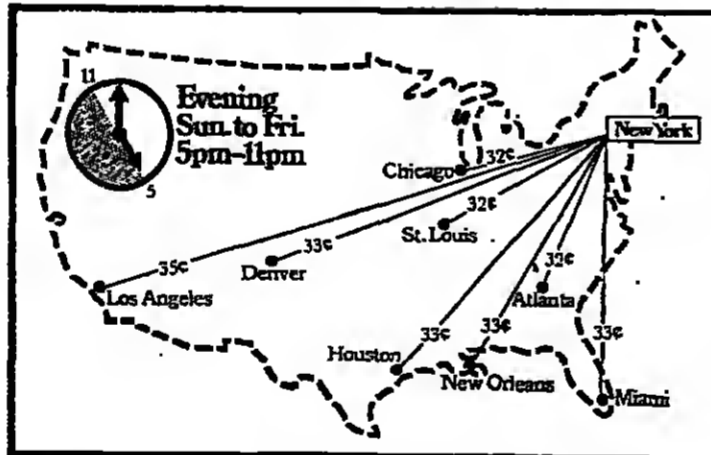 11
Evening
Sun. to Fri.
5pm-11pm
5
New York
Chicago
32¢
32¢
St. Louis
33¢
Denver
35¢
Los Angeles
32¢
Atlanta
33¢
Houston
33¢
New Orleans
33¢
Miami